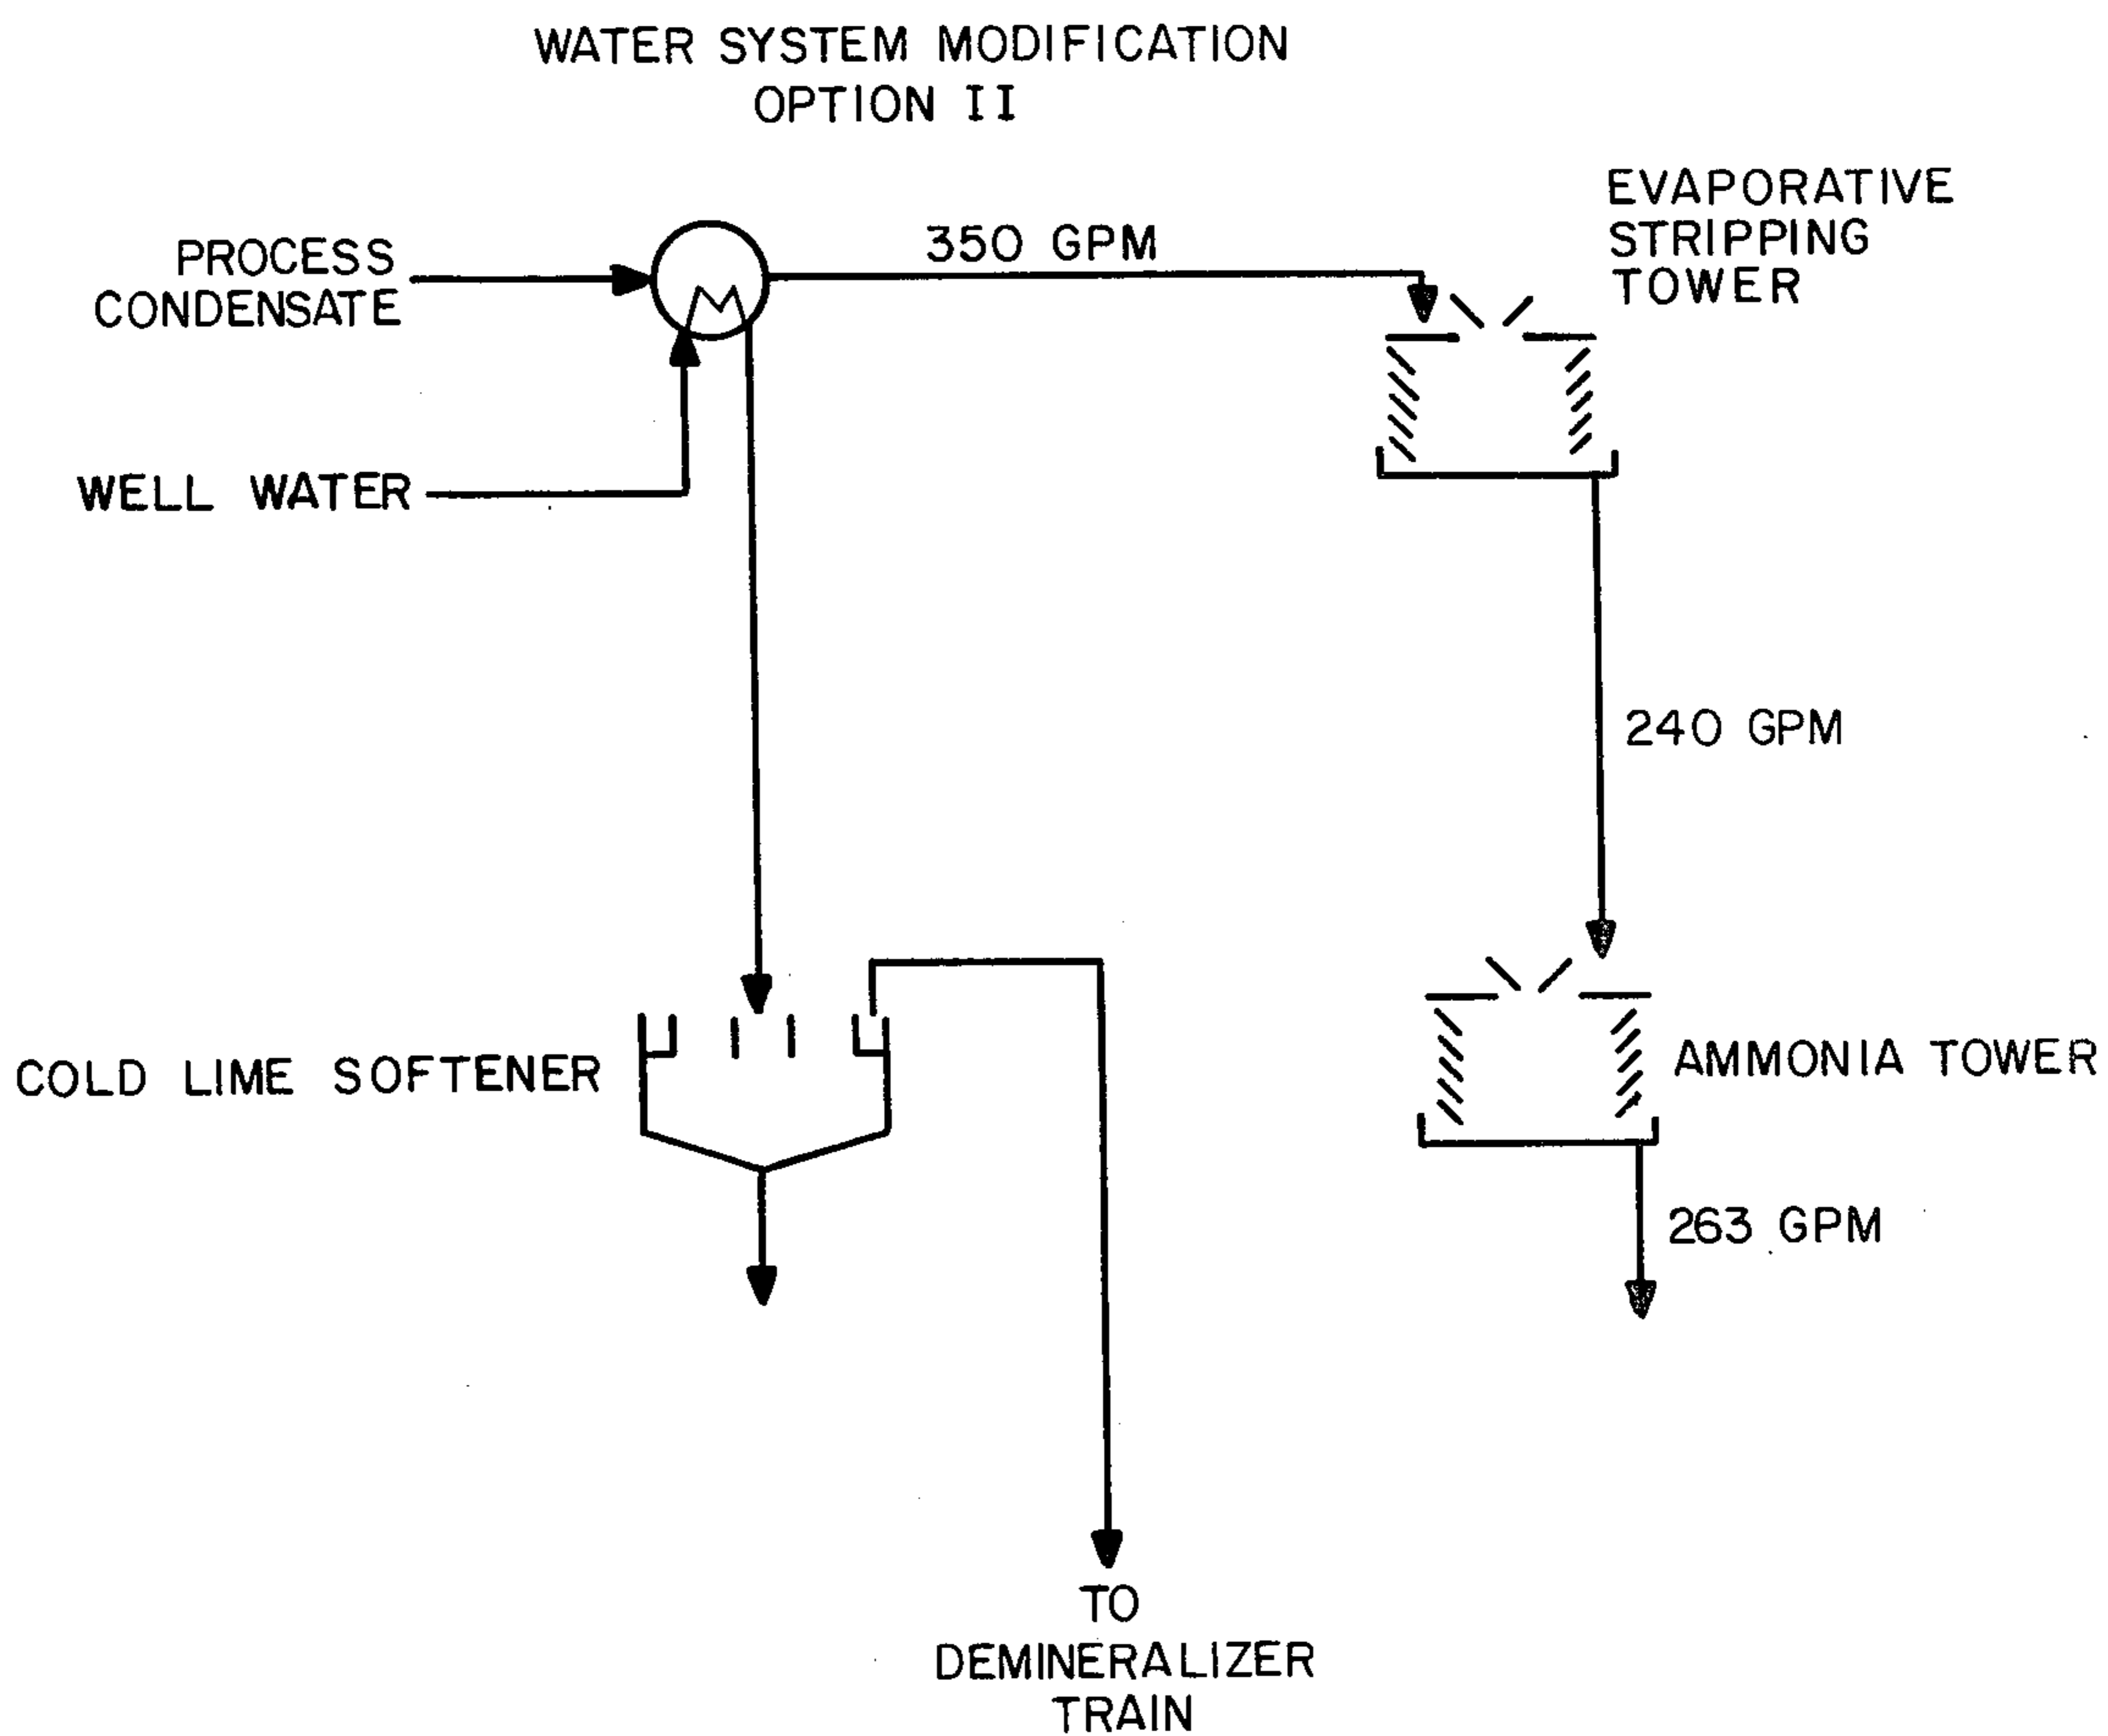 WATER SYSTEM MODIFICATION
OPTION II
EVAPORATIVE
STRIPPING
TOWER
350 GPM
PROCESS
CONDENSATE
WELL WATER
240 GPM
COLD LIME SOFTENER
AMMONIA TOWER
263 GPM
TO
DEMINERALIZER
TRAIN